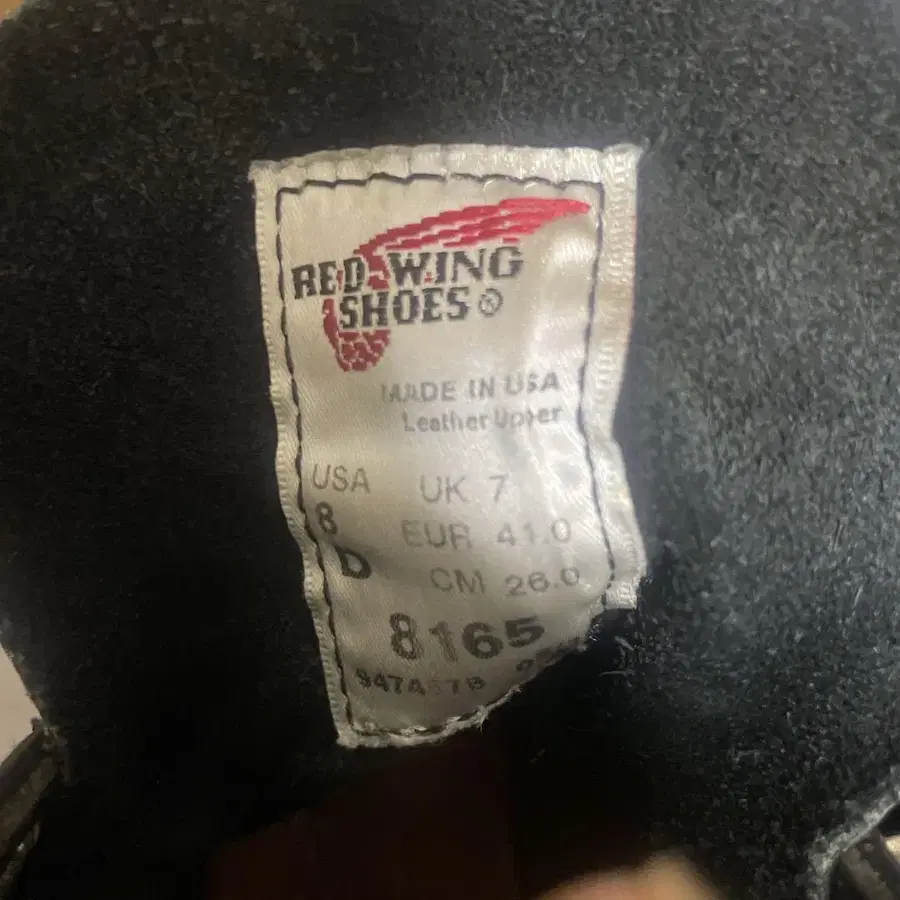 RED WING
SHOES®
MADE IN USA
Leather Upper
USA UK 7
8 EUR 41.0
D CM 26.0
8165